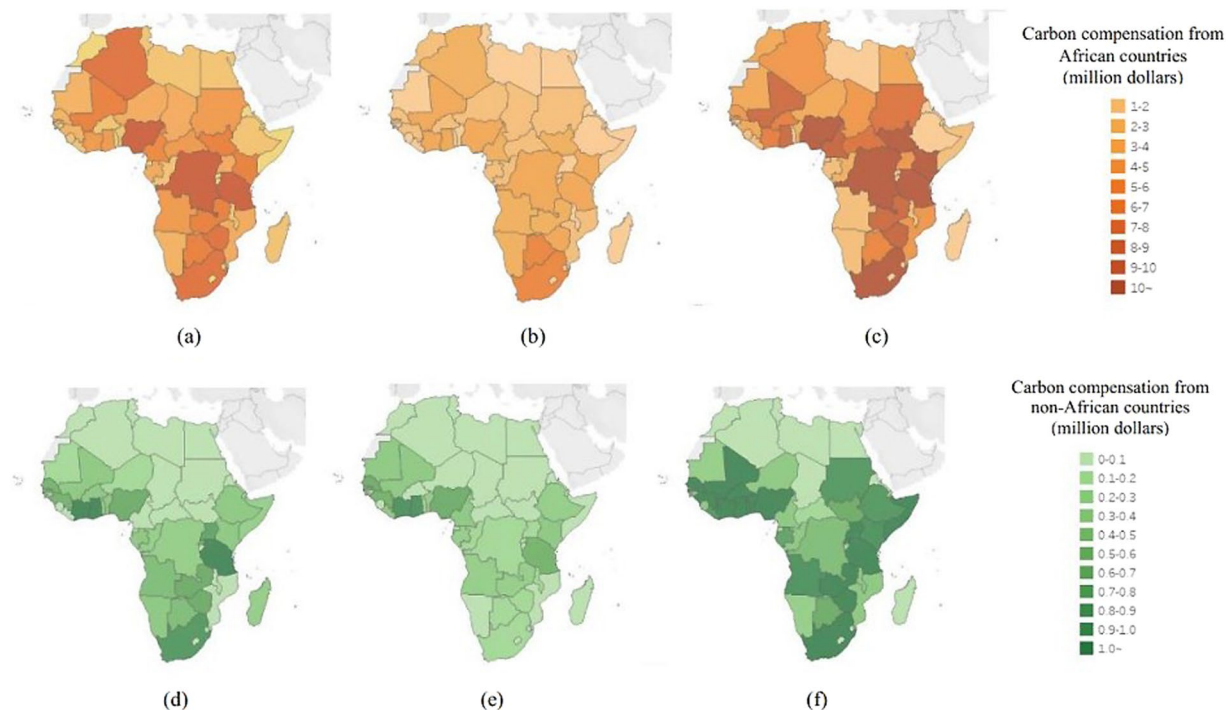 Carbon compensation from
African countries
(million dollars)
1-2
2-3
3-4
4-5
5-6
6-7
7-8
8-9
9-10
10~
(a)
(b)
(c)
Carbon compensation from
non-African countries
(million dollars)
0-0.1
0.1-0.2
0.2-0.3
0.3-0.4
0.4-0.5
0.5-0.6
0.6-0.7
0.7-0.8
0.8-0.9
0.9-1.0
1.0~
(d)
(e)
(f)